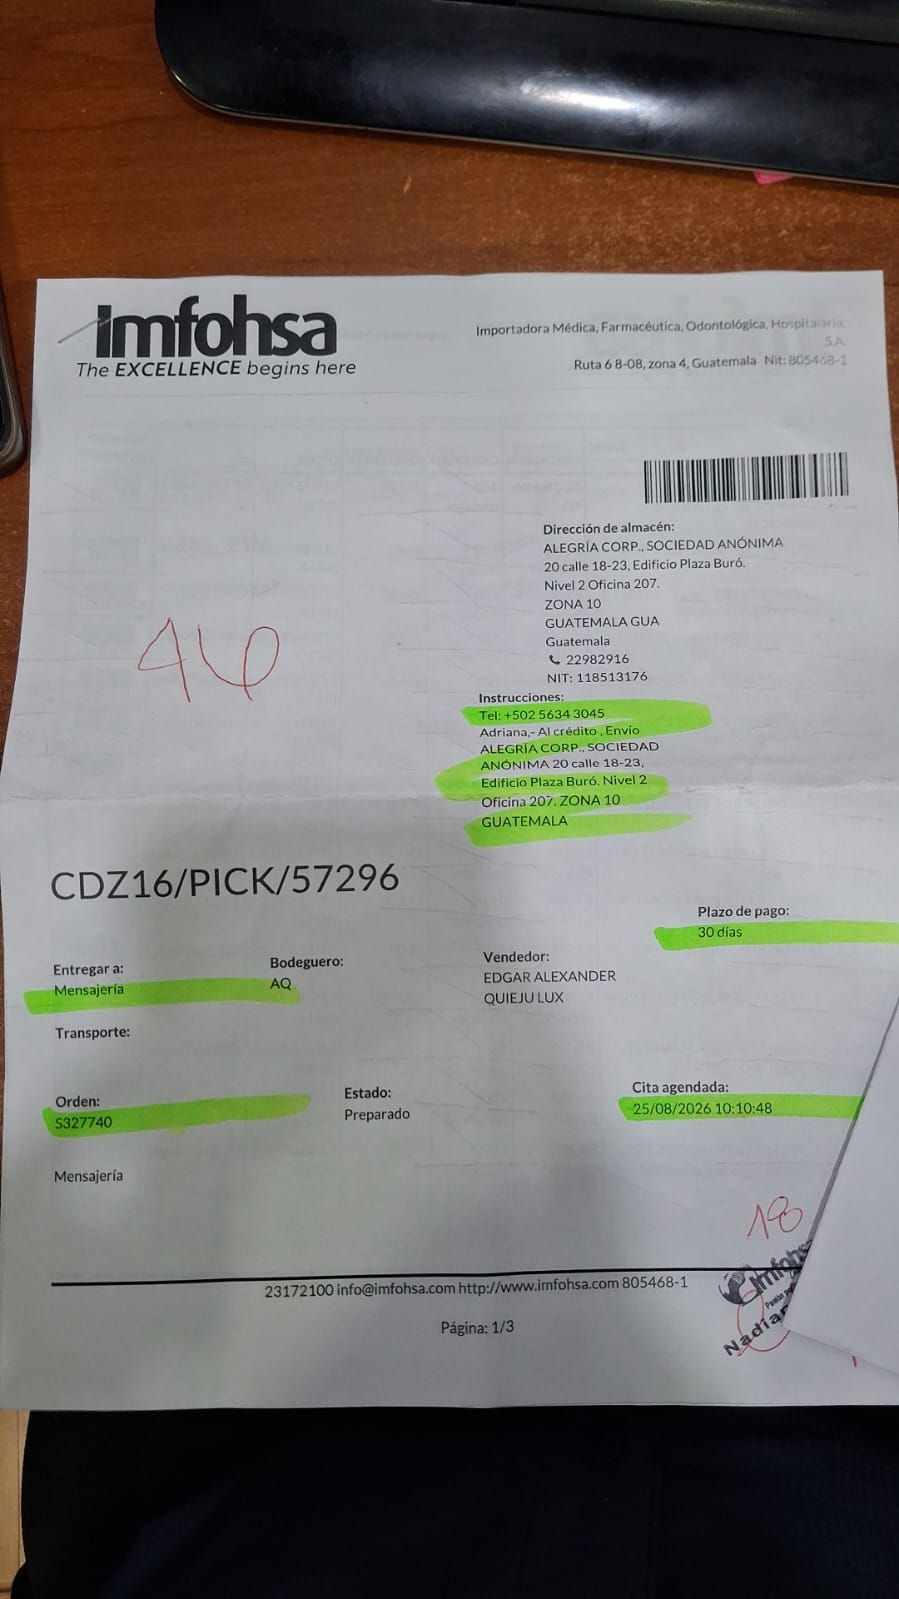 Imfohsa
The EXCELLENCE begins here
Importadora Médica, Farmacéutica, Odontológica, Hospitalaria,
S.A.
Ruta 6 8-08, zona 4, Guatemala Nit: 805468-1
Dirección de almacén:
ALEGRÍA CORP., SOCIEDAD ANÓNIMA
20 calle 18-23, Edificio Plaza Buró.
Nivel 2 Oficina 207.
ZONA 10
GUATEMALA GUA
Guatemala
22982916
NIT: 118513176
46
Instrucciones:
Tel: +502 5634 3045
Adriana,- Al crédito , Envío
ALEGRÍA CORP., SOCIEDAD
ANÓNIMA 20 calle 18-23,
Edificio Plaza Buró. Nivel 2
Oficina 207. ZONA 10
GUATEMALA
CDZ16/PICK/57296
Plazo de pago:
30 días
Entregar a:
Mensajería
Bodeguero:
AQ
Vendedor:
EDGAR ALEXANDER
QUIEJU LUX
Transporte:
Orden:
S327740
Estado:
Preparado
Cita agendada:
25/08/2026 10:10:48
Mensajería
18
Imfohsa
23172100 info@imfohsa.com http://www.imfohsa.com 805468-1
Página: 1/3